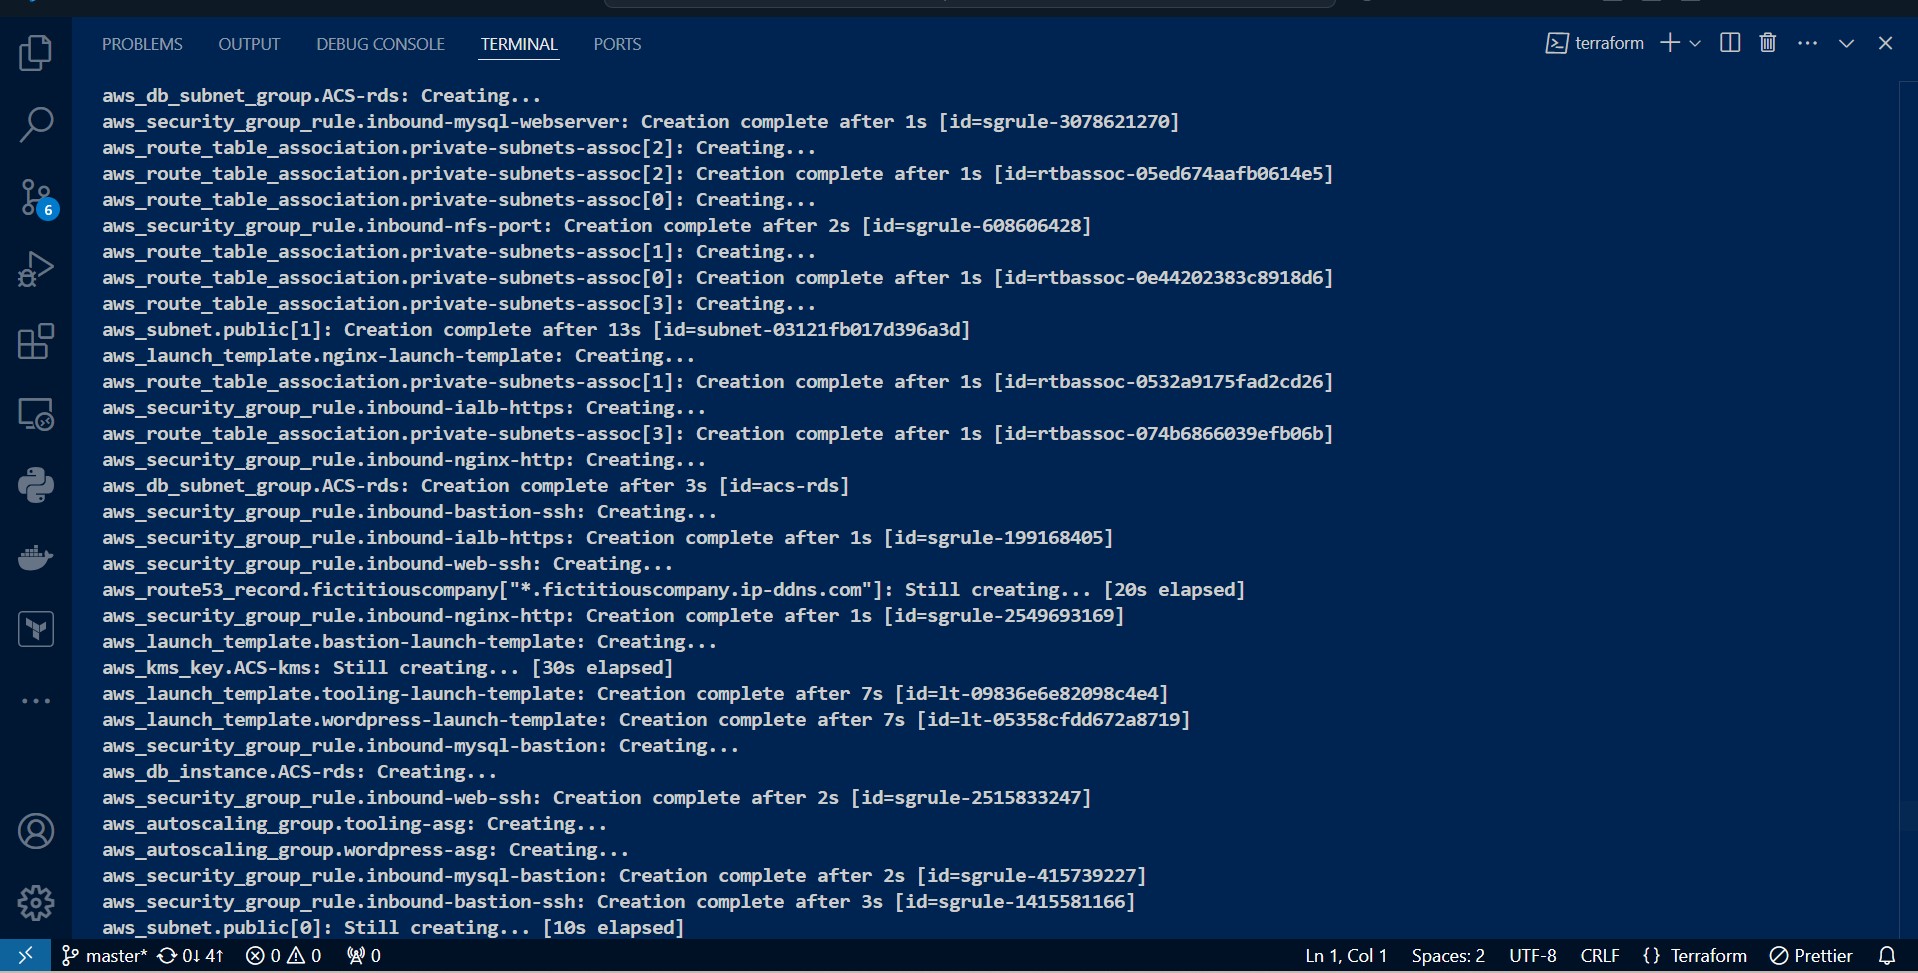 PROBLEMS OUTPUT DEBUG CONSOLE TERMINAL PORTS terraform
aws_db_subnet_group.ACS-rds: Creating...
aws_security_group_rule.inbound-mysql-webserver: Creation complete after 1s [id=sgrule-3078621270]
aws_route_table_association.private-subnets-assoc[2]: Creating...
aws_route_table_association.private-subnets-assoc[2]: Creation complete after 1s [id=rtbassoc-05ed674aafb0614e5]
aws_route_table_association.private-subnets-assoc[0]: Creating...
aws_security_group_rule.inbound-nfs-port: Creation complete after 2s [id=sgrule-608606428]
aws_route_table_association.private-subnets-assoc[1]: Creating...
aws_route_table_association.private-subnets-assoc[0]: Creation complete after 1s [id=rtbassoc-0e44202383c8918d6]
aws_route_table_association.private-subnets-assoc[3]: Creating...
aws_subnet.public[1]: Creation complete after 13s [id=subnet-03121fb017d396a3d]
aws_launch_template.nginx-launch-template: Creating...
aws_route_table_association.private-subnets-assoc[1]: Creation complete after 1s [id=rtbassoc-0532a9175fad2cd26]
aws_security_group_rule.inbound-ialb-https: Creating...
aws_route_table_association.private-subnets-assoc[3]: Creation complete after 1s [id=rtbassoc-074b6866039efb06b]
aws_security_group_rule.inbound-nginx-http: Creating...
aws_db_subnet_group.ACS-rds: Creation complete after 3s [id=acs-rds]
aws_security_group_rule.inbound-bastion-ssh: Creating...
aws_security_group_rule.inbound-ialb-https: Creation complete after 1s [id=sgrule-199168405]
aws_security_group_rule.inbound-web-ssh: Creating...
aws_route53_record.fictitiouscompany["*.fictitiouscompany.ip-ddns.com"]: Still creating... [20s elapsed]
aws_security_group_rule.inbound-nginx-http: Creation complete after 1s [id=sgrule-2549693169]
aws_launch_template.bastion-launch-template: Creating...
aws_kms_key.ACS-kms: Still creating... [30s elapsed]
aws_launch_template.tooling-launch-template: Creation complete after 7s [id=lt-09836e6e82098c4e4]
aws_launch_template.wordpress-launch-template: Creation complete after 7s [id=lt-05358cfdd672a8719]
aws_security_group_rule.inbound-mysql-bastion: Creating...
aws_db_instance.ACS-rds: Creating...
aws_security_group_rule.inbound-web-ssh: Creation complete after 2s [id=sgrule-2515833247]
aws_autoscaling_group.tooling-asg: Creating...
aws_autoscaling_group.wordpress-asg: Creating...
aws_security_group_rule.inbound-mysql-bastion: Creation complete after 2s [id=sgrule-415739227]
aws_security_group_rule.inbound-bastion-ssh: Creation complete after 3s [id=sgrule-1415581166]
aws_subnet.public[0]: Still creating... [10s elapsed]
6
master* 0↓ 4↑ 0 0 0 Ln 1, Col 1 Spaces: 2 UTF-8 CRLF {} Terraform Prettier